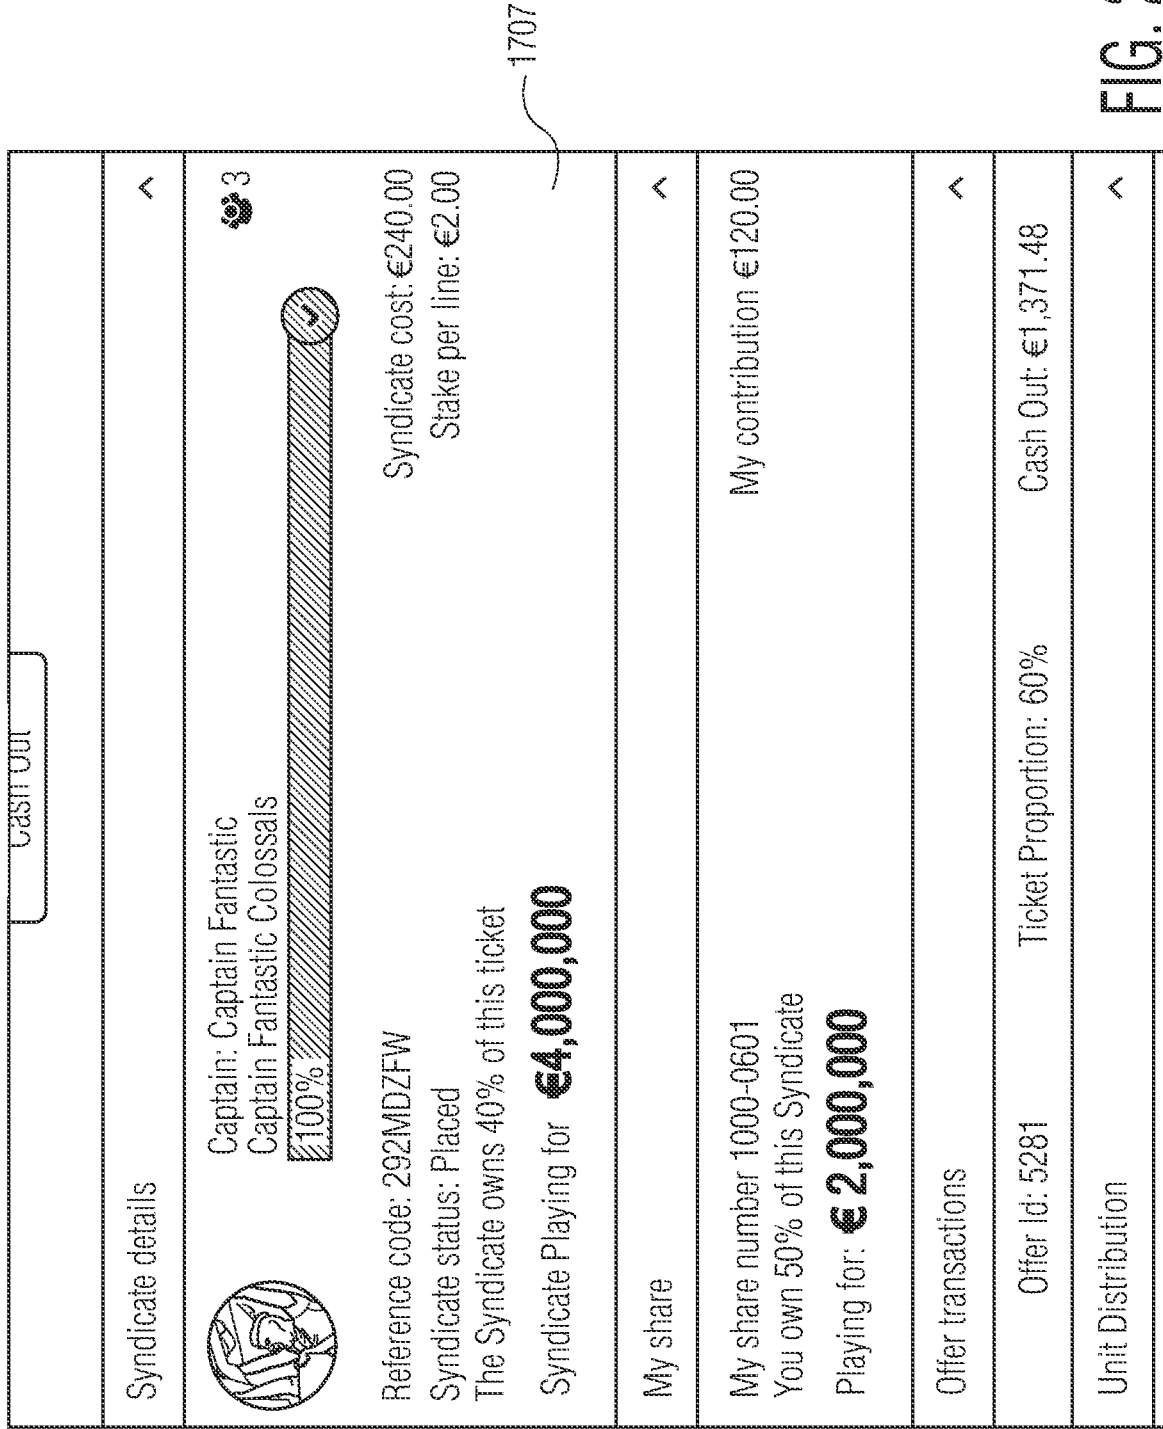 Cash Out
Syndicate details ^
Captain: Captain Fantastic
3
Captain Fantastic Colossals
100%
Reference code: 292MDZFW
Syndicate cost: €240.00
Syndicate status: Placed
Stake per line: €2.00
The Syndicate owns 40% of this ticket
Syndicate Playing for €4,000,000
1707
My share ^
My share number 1000-0601
My contribution €120.00
You own 50% of this Syndicate
Playing for: € 2,000,000
Offer transactions ^
Offer Id: 5281 Ticket Proportion: 60% Cash Out: €1,371.48
Unit Distribution ^
FIG.